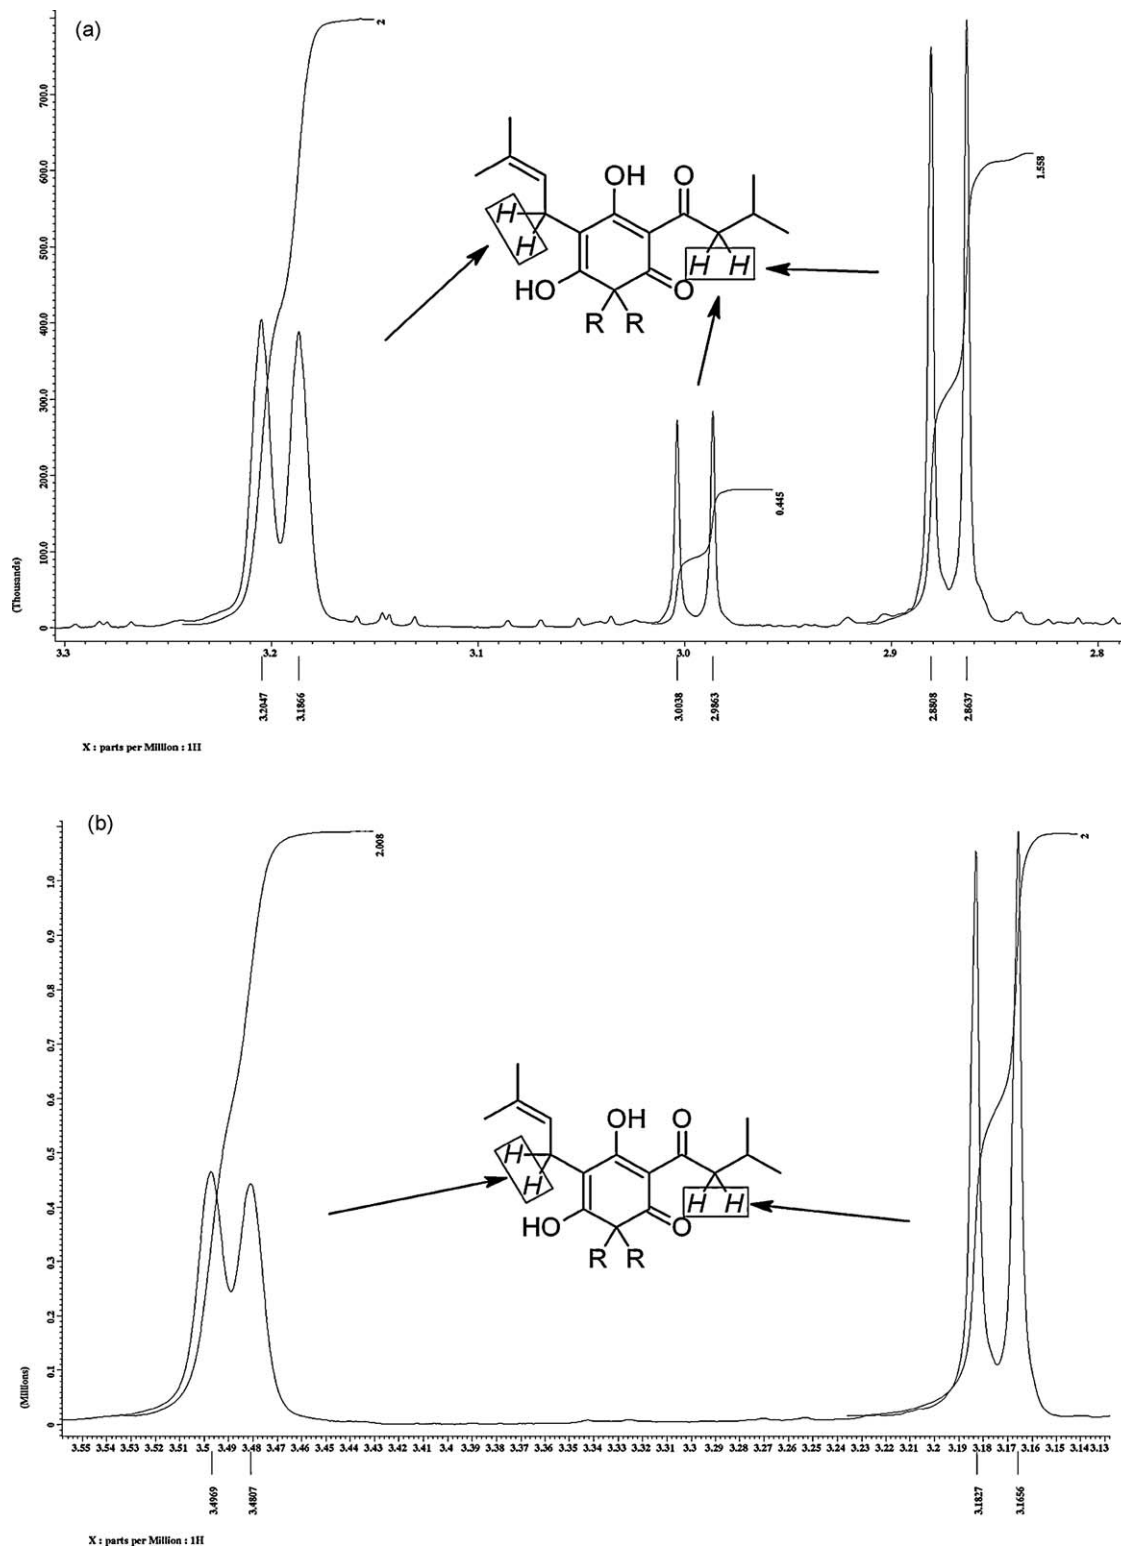 (a)
2
700.0
600.0
500.0
400.0
300.0
200.0
100.0
0
(Thousands)
OH
O
H
H
H H
HO
O
R R
1.558
0.445
3.3
3.2
3.1
3.0
2.9
2.8
3.2047
3.1866
3.0038
2.9863
2.8808
2.8637
X : parts per Million : 1H
(b)
2.008
2
1.0
0.9
0.8
0.7
0.6
0.5
0.4
0.3
0.2
0.1
0
(Millions)
OH
O
H
H
H H
HO
O
R R
3.55 3.54 3.53 3.52 3.51 3.5 3.49 3.48 3.47 3.46 3.45 3.44 3.43 3.42 3.41 3.4 3.39 3.38 3.37 3.36 3.35 3.34 3.33 3.32 3.31 3.3 3.29 3.28 3.27 3.26 3.25 3.24 3.23 3.22 3.21 3.2 3.19 3.18 3.17 3.16 3.15 3.14 3.13
3.4969
3.4807
3.1827
3.1656
X : parts per Million : 1H